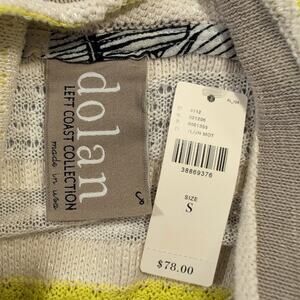 dolan
LEFT COAST COLLECTION
made in usa
S
38869376
SIZE
S
$78.00